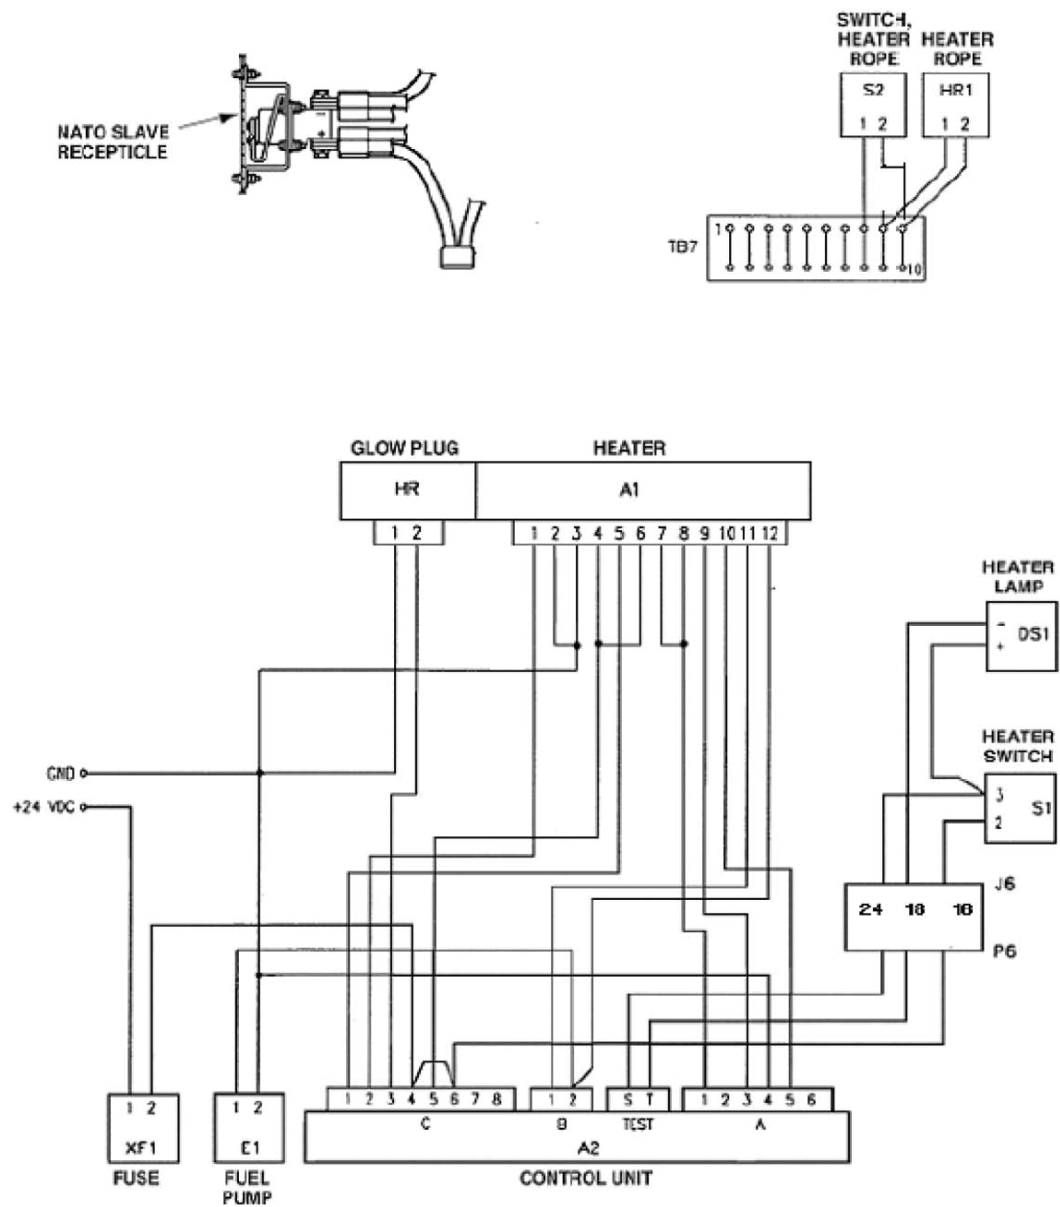 SWITCH,
HEATER HEATER
ROPE ROPE
S2 HR1
1 2 1 2
NATO SLAVE
RECEPTICLE
− +
TB7
1
10
GLOW PLUG HEATER
HR A1
1 2 1 2 3 4 5 6 7 8 9 10 11 12
HEATER
LAMP
− DS1
+
HEATER
SWITCH
GND
+24 VDC
3 S1
2
J6
24 18 16
P6
1 2 1 2 1 2 3 4 5 6 7 8 1 2 S T 1 2 3 4 5 6
C B TEST A
XF1 E1 A2
FUSE FUEL CONTROL UNIT
PUMP